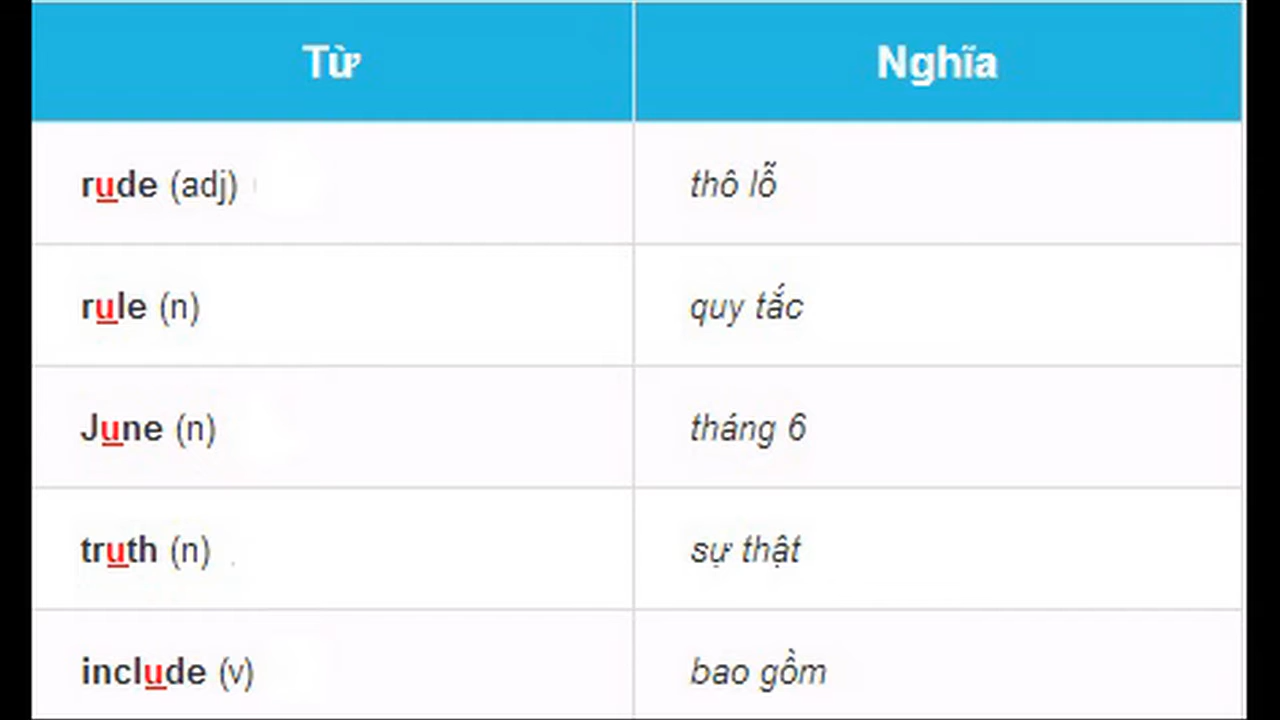 Từ Nghĩa
rude (adj) thô lỗ
rule (n) quy tắc
June (n) tháng 6
truth (n) sự thật
include (v) bao gồm